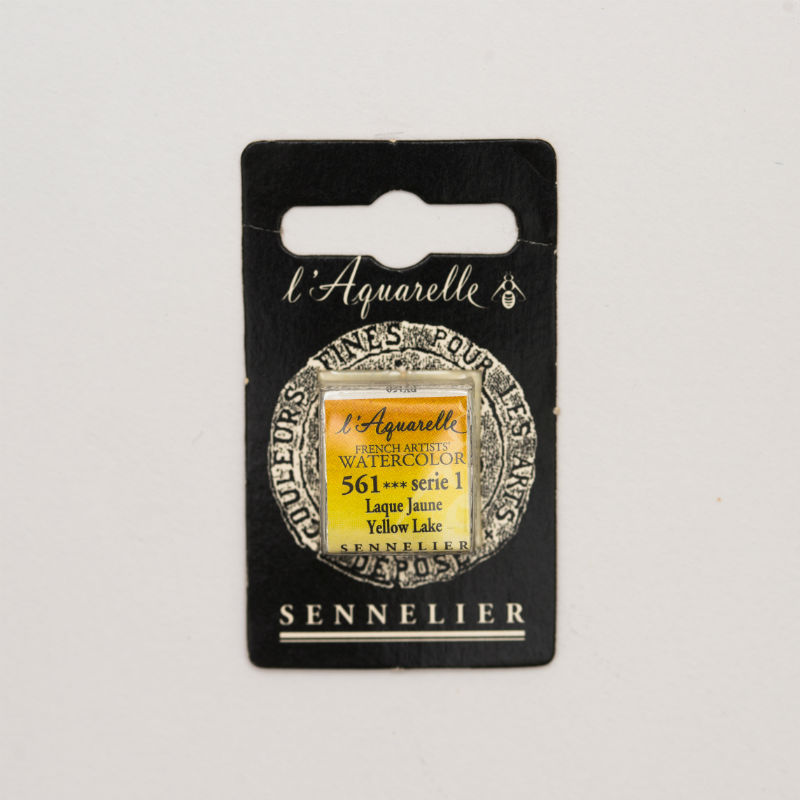 l'Aquarelle
COULEURS FINES POUR LES ARTS
DÉPOSÉ
l'Aquarelle
FRENCH ARTISTS'
WATERCOLOR
561*** serie 1
Laque Jaune
Yellow Lake
SENNELIER
SENNELIER